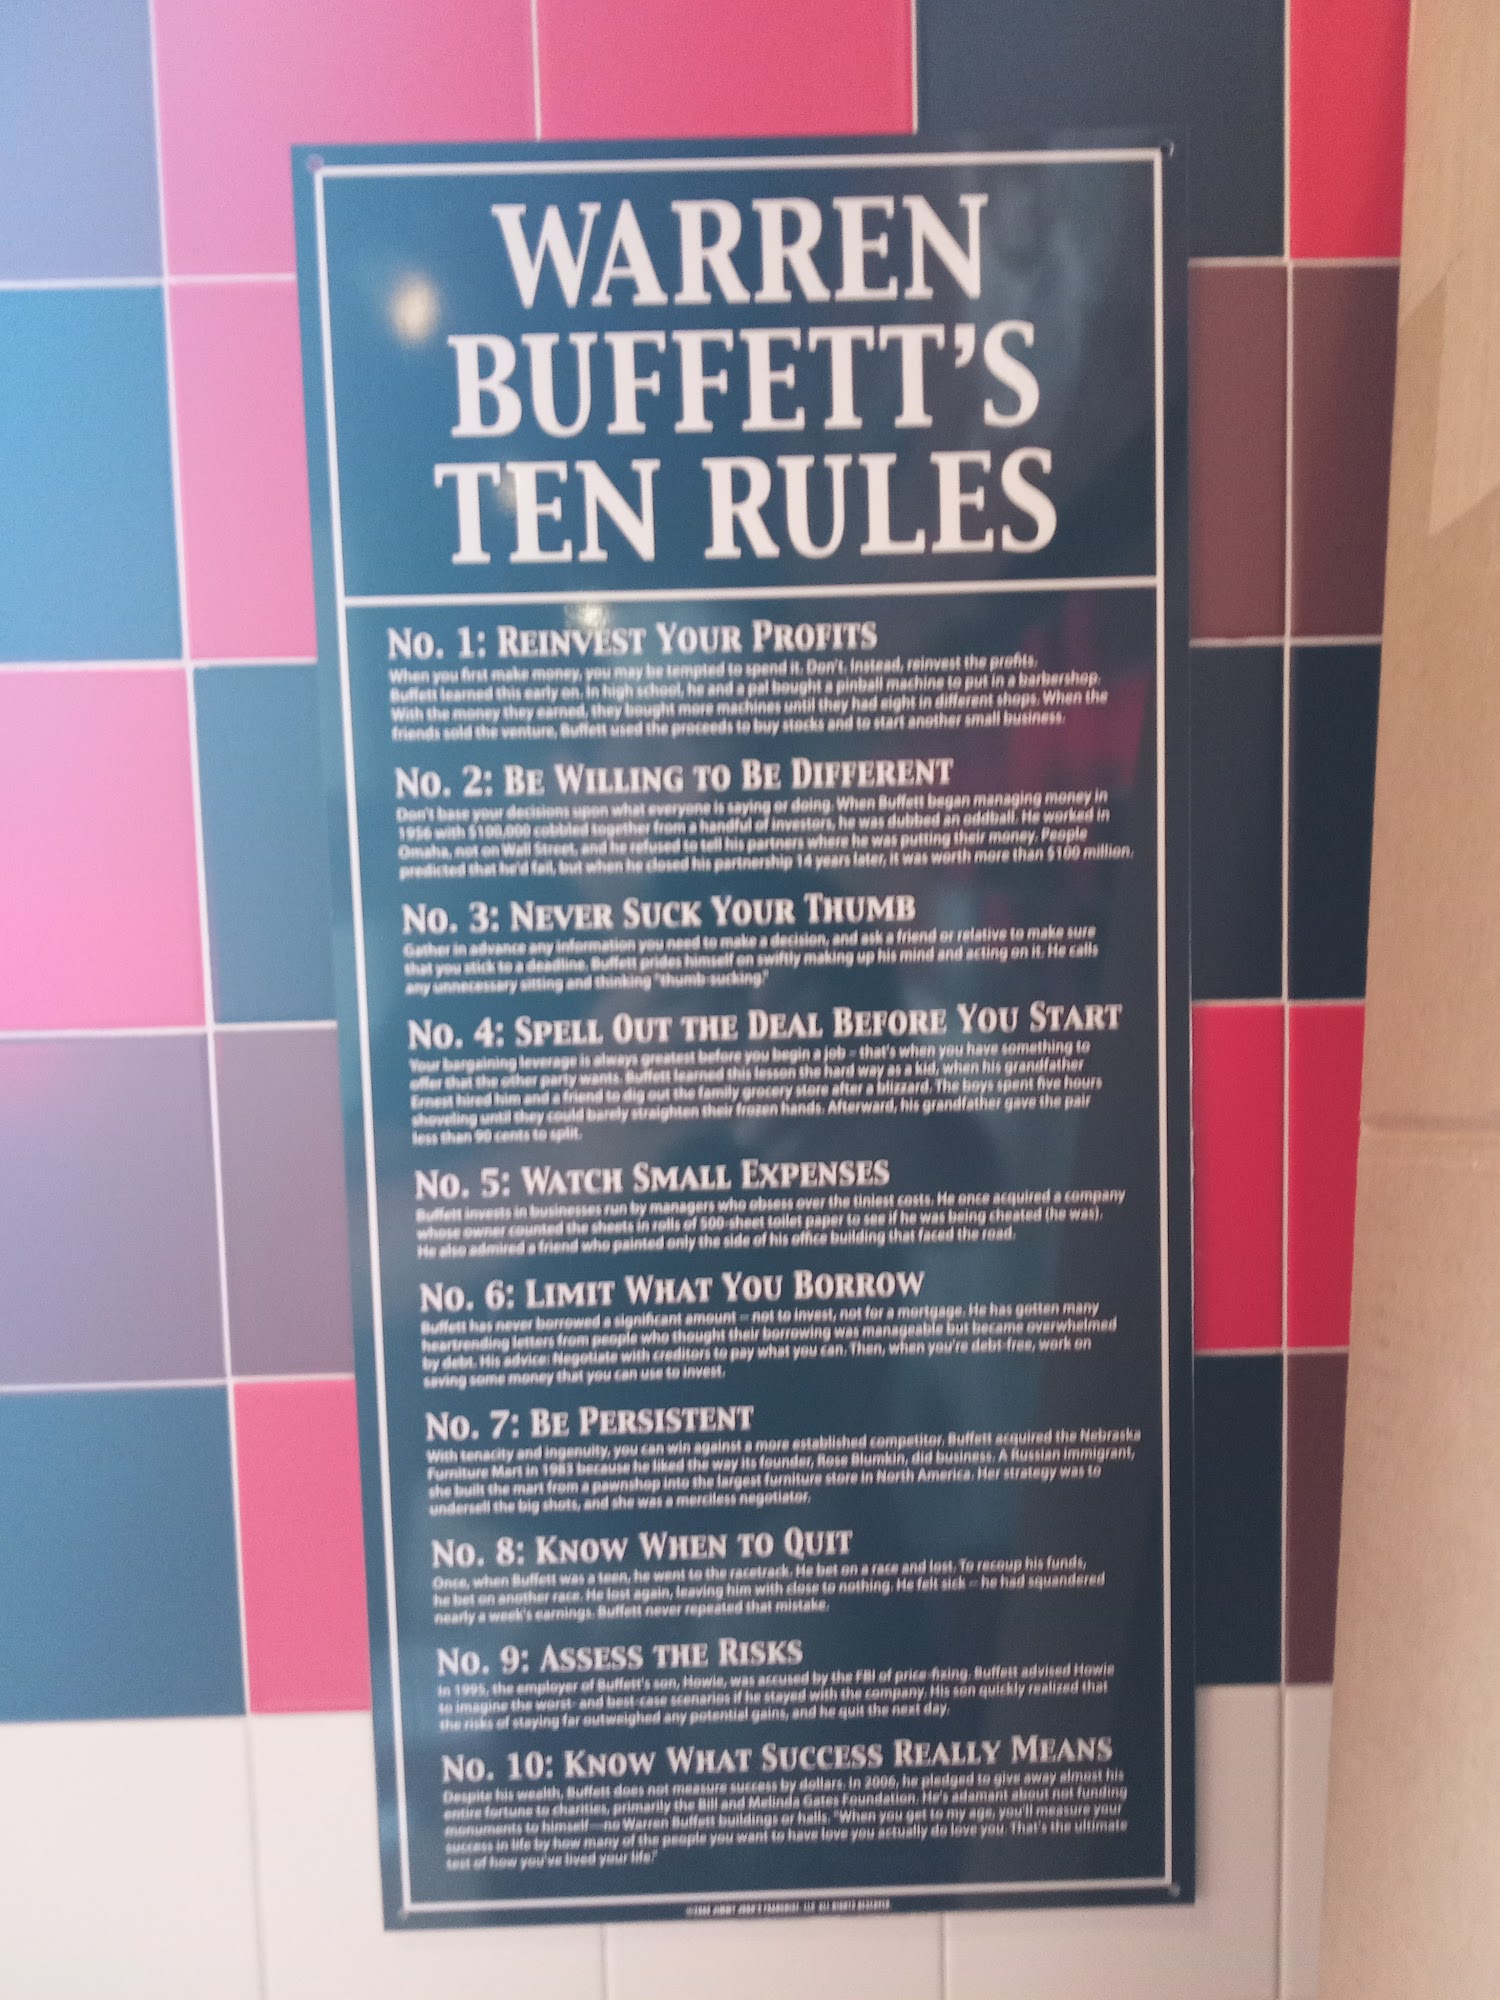 WARREN
BUFFETT'S
TEN RULES
No. 1: Reinvest Your Profits
When you first make money, you may be tempted to spend it. Don't. Instead, reinvest the profits.
Buffett learned this early on. In high school, he and a pal bought a pinball machine to put in a barbershop.
With the money they earned, they bought more machines until they had eight in different shops. When the
friends sold the venture, Buffett used the proceeds to buy stocks and to start another small business.
No. 2: Be Willing to Be Different
Don't base your decisions upon what everyone is saying or doing. When Buffett began managing money in
1956 with $100,000 cobbled together from a handful of investors, he was dubbed an oddball. He worked in
Omaha, not on Wall Street, and he refused to tell his partners where he was putting their money. People
predicted that he'd fail, but when he closed his partnership 14 years later, it was worth more than $100 million.
No. 3: Never Suck Your Thumb
Gather in advance any information you need to make a decision, and ask a friend or relative to make sure
that you stick to a deadline. Buffett prides himself on swiftly making up his mind and acting on it. He calls
any unnecessary sitting and thinking "thumb-sucking."
No. 4: Spell Out the Deal Before You Start
Your bargaining leverage is always greatest before you begin a job – that's when you have something to
offer that the other party wants. Buffett learned this lesson the hard way as a kid, when his grandfather
Ernest hired him and a friend to dig out the family grocery store after a blizzard. The boys spent five hours
shoveling until they could barely straighten their frozen hands. Afterward, his grandfather gave the pair
less than 90 cents to split.
No. 5: Watch Small Expenses
Buffett invests in businesses run by managers who obsess over the tiniest costs. He once acquired a company
whose owner counted the sheets in rolls of 500-sheet toilet paper to see if he was being cheated (he was).
He also admired a friend who painted only the side of his office building that faced the road.
No. 6: Limit What You Borrow
Buffett has never borrowed a significant amount – not to invest, not for a mortgage. He has gotten many
heartrending letters from people who thought their borrowing was manageable but became overwhelmed
by debt. His advice: Negotiate with creditors to pay what you can. Then, when you're debt-free, work on
saving some money that you can use to invest.
No. 7: Be Persistent
With tenacity and ingenuity, you can win against a more established competitor. Buffett acquired the Nebraska
Furniture Mart in 1983 because he liked the way its founder, Rose Blumkin, did business. A Russian immigrant,
she built the mart from a pawnshop into the largest furniture store in North America. Her strategy was to
undersell the big shots, and she was a merciless negotiator.
No. 8: Know When to Quit
Once, when Buffett was a teen, he went to the racetrack. He bet on a race and lost. To recoup his funds,
he bet on another race. He lost again, leaving him with close to nothing. He felt sick – he had squandered
nearly a week's earnings. Buffett never repeated that mistake.
No. 9: Assess the Risks
In 1995, the employer of Buffett's son, Howie, was accused by the FBI of price-fixing. Buffett advised Howie
to imagine the worst- and best-case scenarios if he stayed with the company. His son quickly realized that
the risks of staying far outweighed any potential gains, and he quit the next day.
No. 10: Know What Success Really Means
Despite his wealth, Buffett does not measure success by dollars. In 2006, he pledged to give away almost his
entire fortune to charities, primarily the Bill and Melinda Gates Foundation. He's adamant about not funding
monuments to himself—no Warren Buffett buildings or halls. "When you get to my age, you'll measure your
success in life by how many of the people you want to have love you actually do love you. That's the ultimate
test of how you've lived your life."
JIMMY JOHN'S FRANCHISE, LLC ALL RIGHTS RESERVED